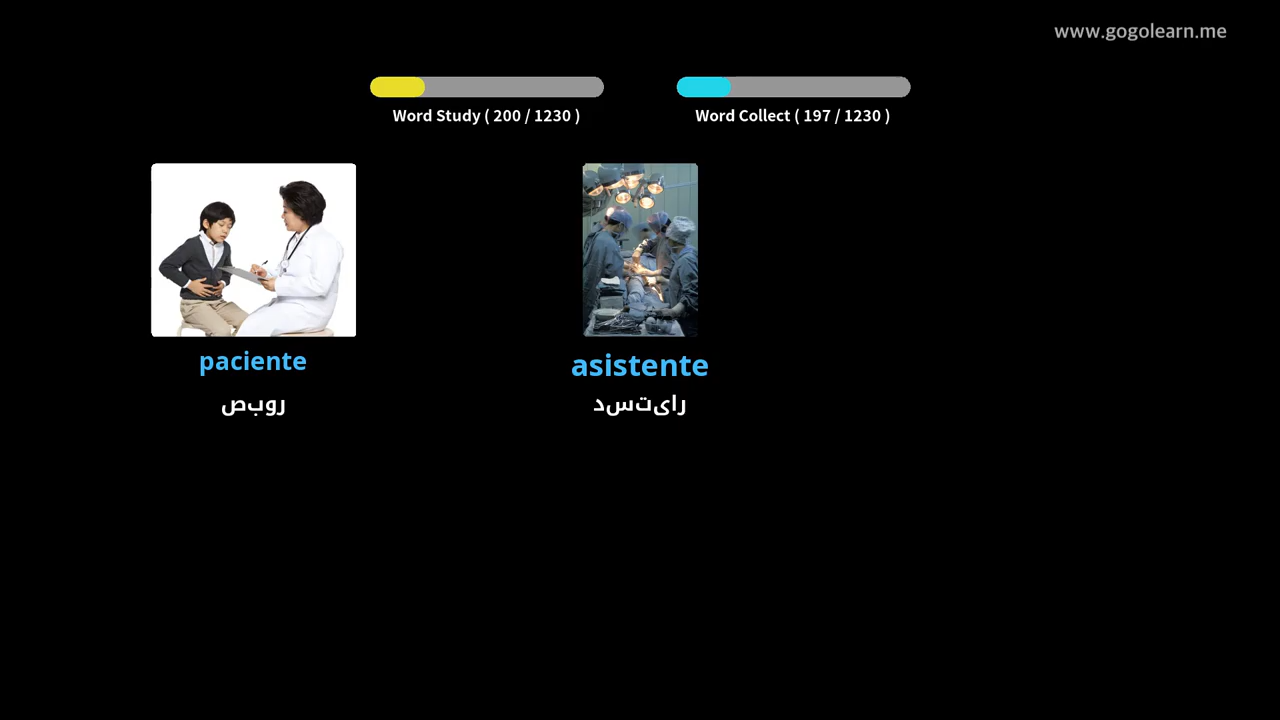 www.gogolearn.me
Word Study ( 200 / 1230 )
Word Collect ( 197 / 1230 )
paciente
روبص
asistente
رایتسد